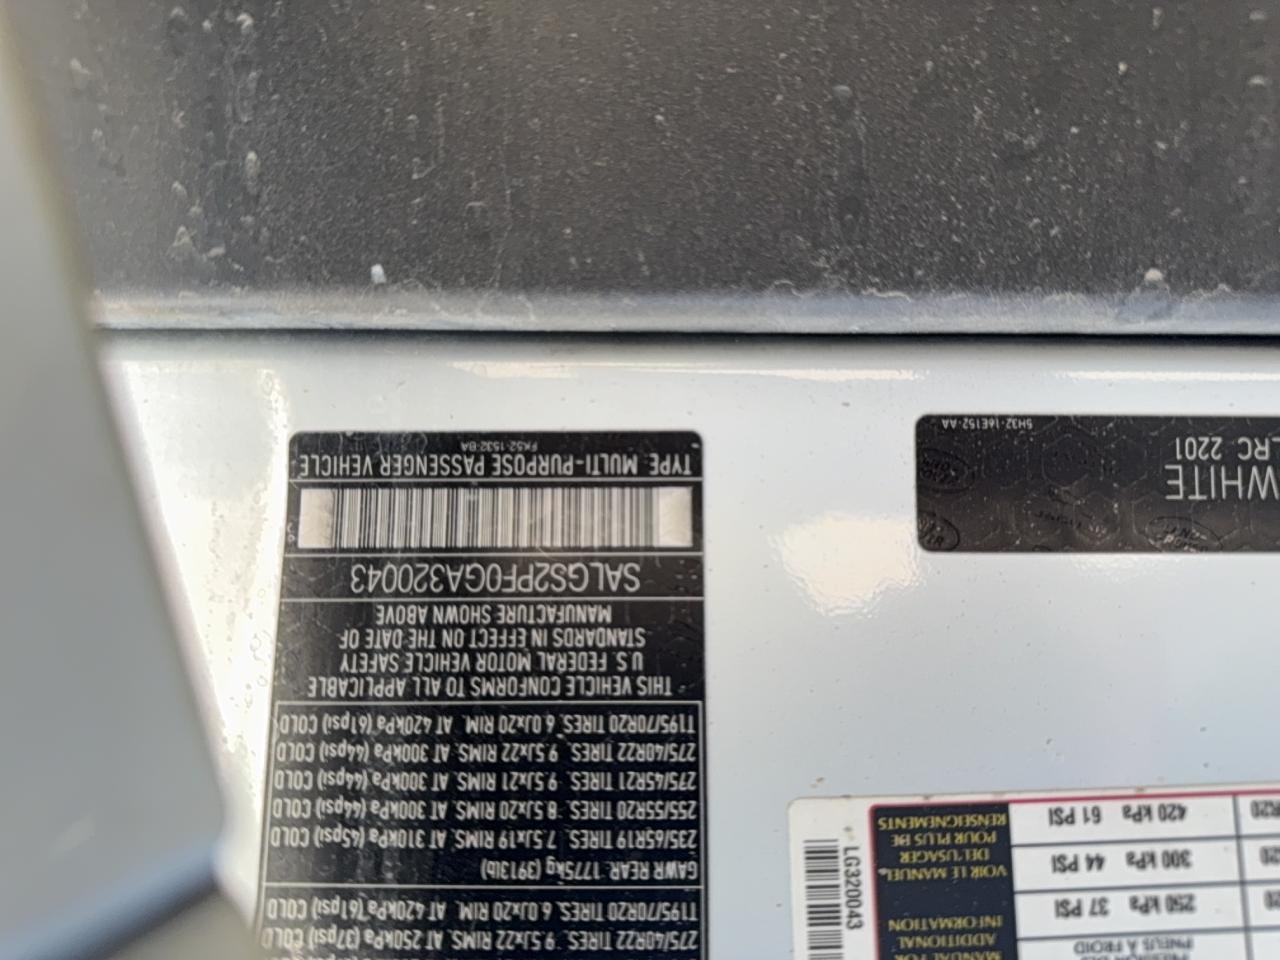 275/40R22 TIRES. 9.5Jx22 RIMS, AT 250kPa (37psi) COLD
T195/70R20 TIRES. 6.0Jx20 RIM. AT 420kPa (61psi) COLD
GAWR REAR: 1775kg (3913lb)
235/65R19 TIRES. 7.5Jx19 RIMS, AT 310kPa (45psi) COLD
255/55R20 TIRES. 8.5Jx20 RIMS, AT 300kPa (44psi) COLD
275/45R21 TIRES. 9.5Jx21 RIMS, AT 300kPa (44psi) COLD
275/40R22 TIRES. 9.5Jx22 RIMS, AT 300kPa (44psi) COLD
T195/70R20 TIRES. 6.0Jx20 RIM. AT 420kPa (61psi) COLD
THIS VEHICLE CONFORMS TO ALL APPLICABLE
U.S. FEDERAL MOTOR VEHICLE SAFETY
STANDARDS IN EFFECT ON THE DATE OF
MANUFACTURE SHOWN ABOVE
SALGS2PF0GA320043
TYPE: MULTI-PURPOSE PASSENGER VEHICLE
FK52-1532-BA
PNEUS À FROID
250 kPa 37 PSI
300 kPa 44 PSI
420 kPa 61 PSI
MANUAL FOR
ADDITIONAL
INFORMATION
VOIR LE MANUEL
DE L'USAGER
POUR PLUS DE
RENSEIGNEMENTS
LG320043
WHITE
LRC 2201
5H32-16E152-AA